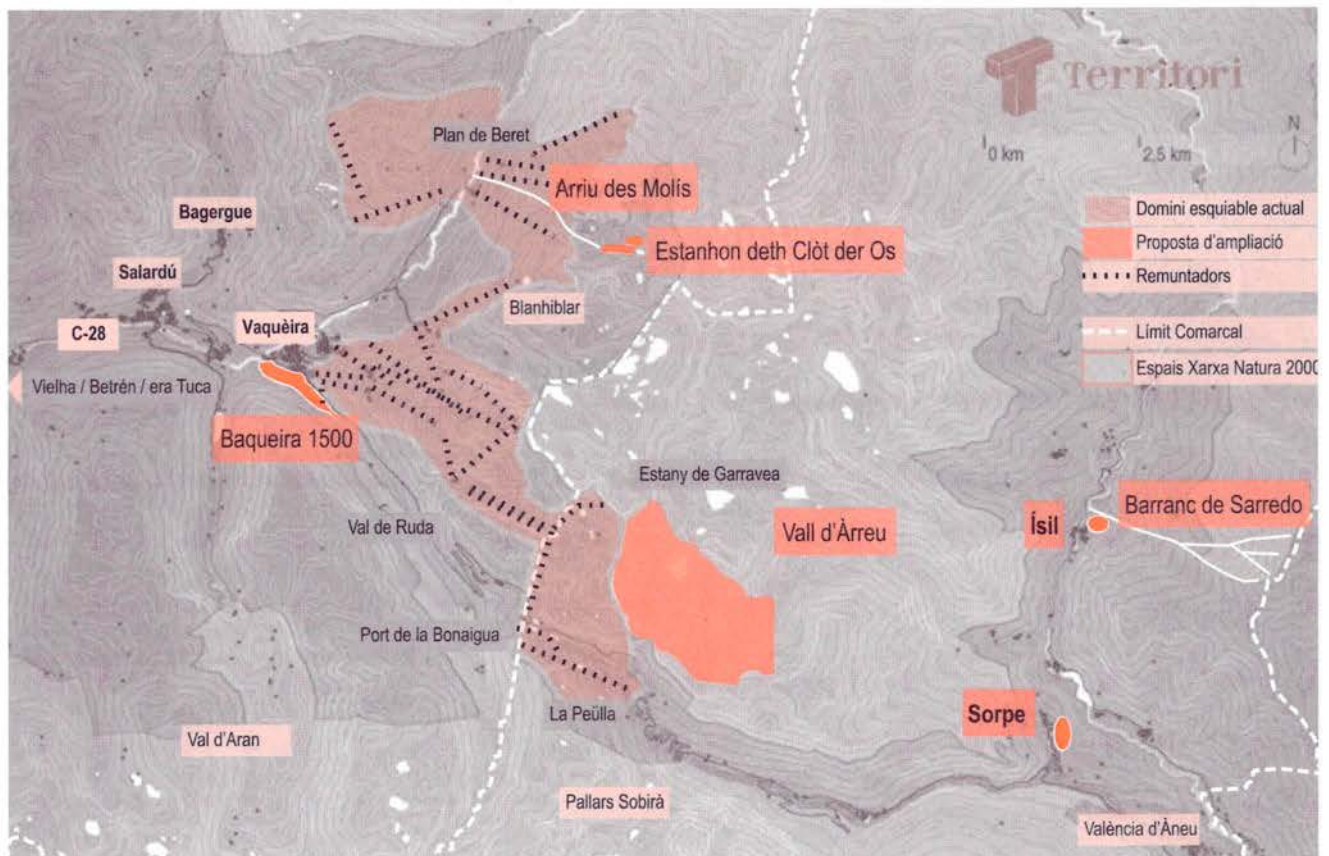 Territori
N
0 km
2,5 km
Domini esquiable actual
Proposta d'ampliació
Remuntadors
Límit Comarcal
Espais Xarxa Natura 2000
Plan de Beret
Arriu des Molís
Bagergue
Estanhon deth Clòt der Os
Salardú
Blanhiblar
C-28
Vaquèira
Vielha / Betrén / era Tuca
Baqueira 1500
Estany de Garravea
Val de Ruda
Vall d'Àrreu
Ísil
Barranc de Sarredo
Port de la Bonaigua
La Peülla
Sorpe
Val d'Aran
Pallars Sobirà
València d'Àneu